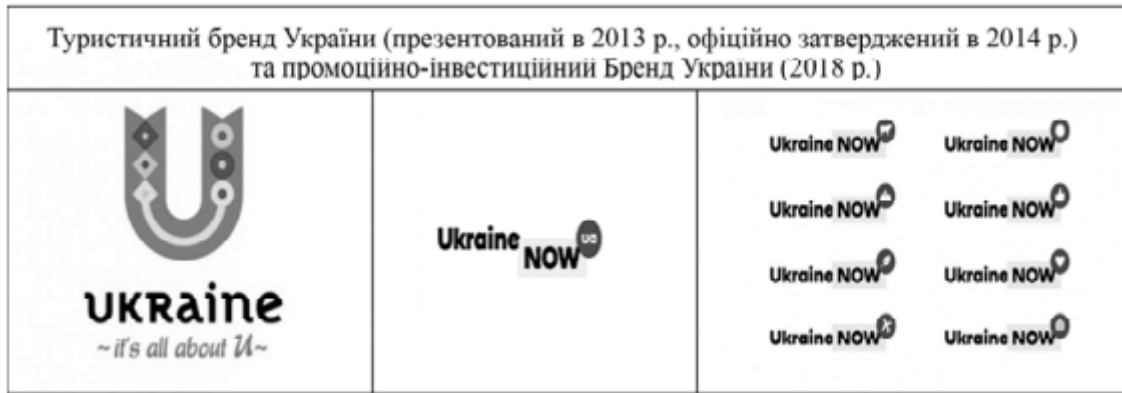 Туристичний бренд України (презентований в 2013 р., офіційно затверджений в 2014 р.)
та промоційно-інвестиційний Бренд України (2018 р.)
UKRaine
~it's all about U~
Ukraine
NOW ua
Ukraine NOW Ukraine NOW
Ukraine NOW Ukraine NOW
Ukraine NOW Ukraine NOW
Ukraine NOW Ukraine NOW